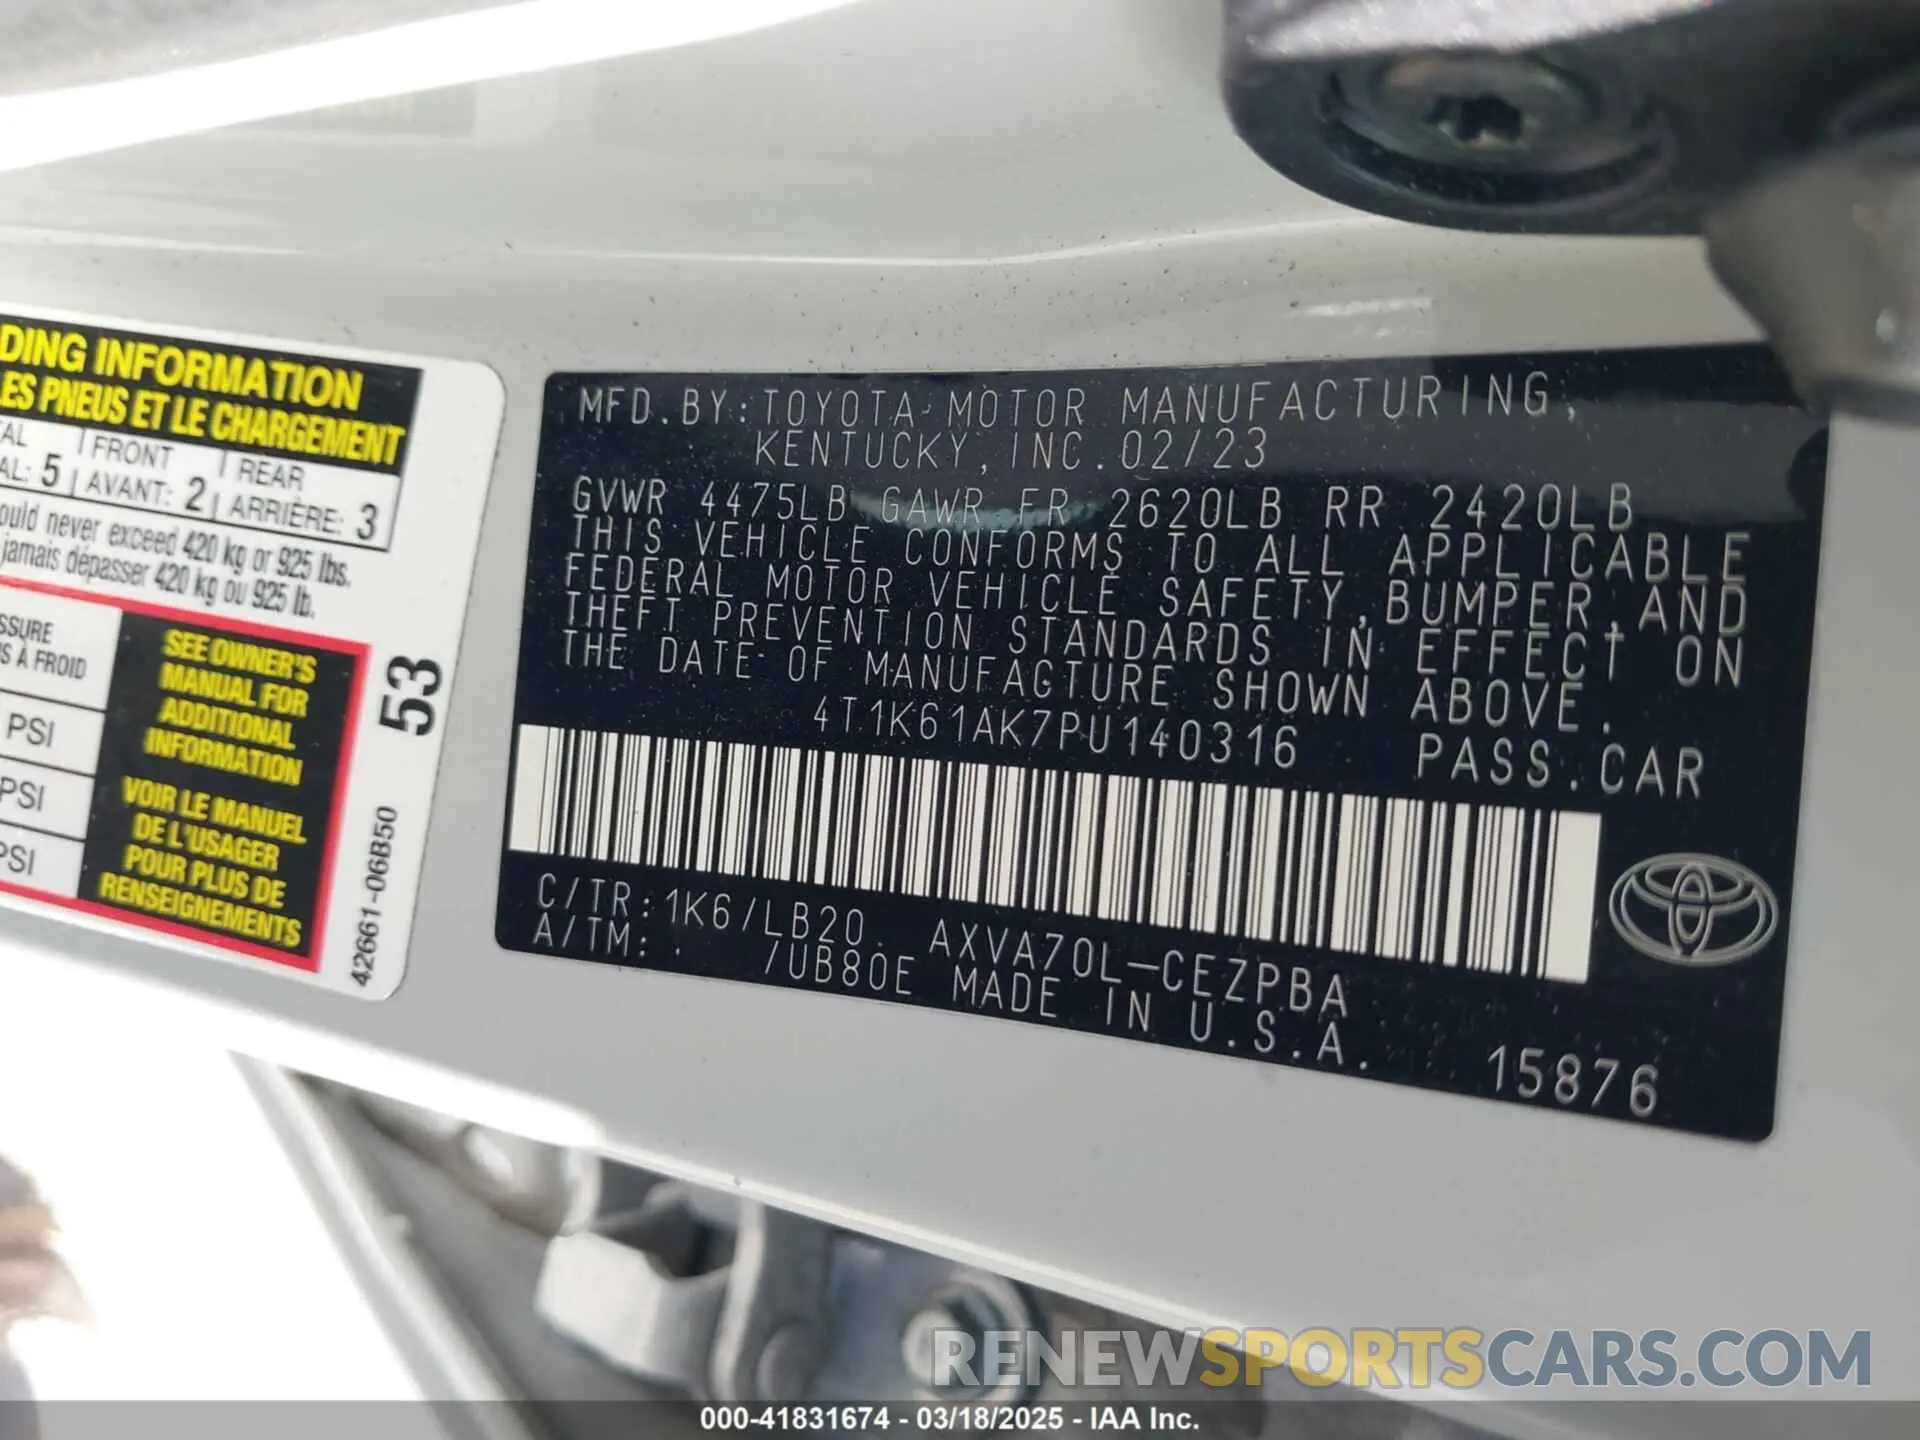 DING INFORMATION
LES PNEUS ET LE CHARGEMENT
FRONT REAR
AL: 5 AVANT: 2 ARRIÈRE: 3
ould never exceed 420 kg or 925 lbs.
jamais dépasser 420 kg ou 925 lb.
SSURE
S À FROID
PSI
PSI
PSI
SEE OWNER'S
MANUAL FOR
ADDITIONAL
INFORMATION
VOIR LE MANUEL
DE L'USAGER
POUR PLUS DE
RENSEIGNEMENTS
53
42661-06B50
MFD.BY:TOYOTA MOTOR MANUFACTURING,
KENTUCKY, INC. 02/23
GVWR 4475LB GAWR FR 2620LB RR 2420LB
THIS VEHICLE CONFORMS TO ALL APPLICABLE
FEDERAL MOTOR VEHICLE SAFETY,BUMPER,AND
THEFT PREVENTION STANDARDS IN EFFECT ON
THE DATE OF MANUFACTURE SHOWN ABOVE.
4T1K61AK7PU140316 PASS.CAR
C/TR:1K6/LB20. AXVA70L-CEZPBA
A/TM: . /UB80E MADE IN U.S.A.
15876
RENEWSPORTSCARS.COM
000-41831674 - 03/18/2025 - IAA Inc.